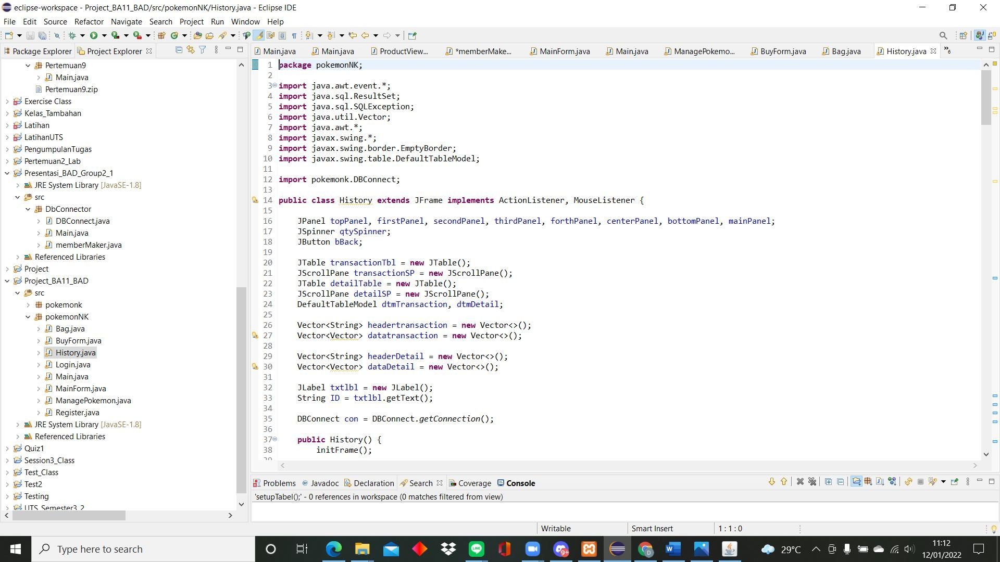 eclipse-workspace - Project_BA11_BAD/src/pokemonNK/History.java - Eclipse IDE
File Edit Source Refactor Navigate Search Project Run Window Help
Package Explorer Project Explorer
Pertemuan9
Main.java
Pertemuan9.zip
Exercise Class
Kelas_Tambahan
Latihan
LatihanUTS
PengumpulanTugas
Pertemuan2_Lab
Presentasi_BAD_Group2_1
JRE System Library [JavaSE-1.8]
src
DbConnector
DBConnect.java
Main.java
memberMaker.java
Referenced Libraries
Project
Project_BA11_BAD
src
pokemonk
pokemonNK
Bag.java
BuyForm.java
History.java
Login.java
Main.java
MainForm.java
ManagePokemon.java
Register.java
JRE System Library [JavaSE-1.8]
Referenced Libraries
Quiz1
Session3_Class
Test_Class
Test2
Testing
UTS_Semester3_2
Main.java Main.java ProductView... *memberMake... MainForm.java Main.java ManagePokemo... BuyForm.java Bag.java History.java »6
1 package pokemonNK;
2
3 import java.awt.event.*;
4 import java.sql.ResultSet;
5 import java.sql.SQLException;
6 import java.util.Vector;
7 import java.awt.*;
8 import javax.swing.*;
9 import javax.swing.border.EmptyBorder;
10 import javax.swing.table.DefaultTableModel;
11
12 import pokemonk.DBConnect;
13
14 public class History extends JFrame implements ActionListener, MouseListener {
15
16 JPanel topPanel, firstPanel, secondPanel, thirdPanel, forthPanel, centerPanel, bottomPanel, mainPanel;
17 JSpinner qtySpinner;
18 JButton bBack;
19
20 JTable transactionTbl = new JTable();
21 JScrollPane transactionSP = new JScrollPane();
22 JTable detailTable = new JTable();
23 JScrollPane detailSP = new JScrollPane();
24 DefaultTableModel dtmTransaction, dtmDetail;
25
26 Vector<String> headertransaction = new Vector<>();
27 Vector<Vector> datatransaction = new Vector<>();
28
29 Vector<String> headerDetail = new Vector<>();
30 Vector<Vector> dataDetail = new Vector<>();
31
32 JLabel txtlbl = new JLabel();
33 String ID = txtlbl.getText();
34
35 DBConnect con = DBConnect.getConnection();
36
37 public History() {
38 initFrame();
39
Problems @ Javadoc Declaration Search Coverage Console
'setupTabel();' - 0 references in workspace (0 matches filtered from view)
Writable Smart Insert 1 : 1 : 0
Type here to search
LINE
9+
29°C
11:12
12/01/2022